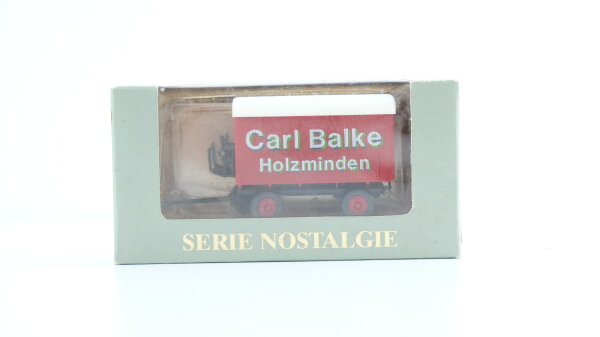 Carl Balke
Holzminden
SERIE NOSTALGIE